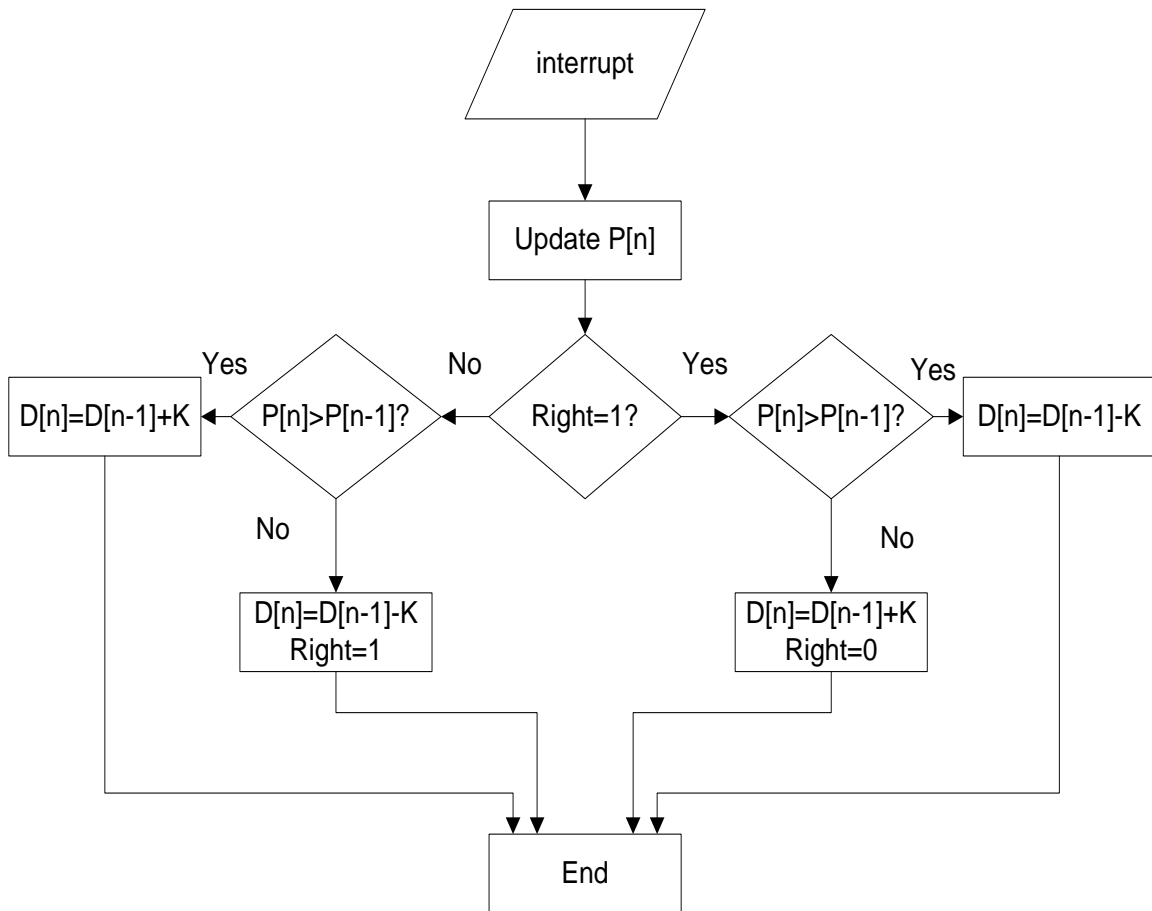 interrupt
Update P[n]
Yes
No
Yes
Yes
D[n]=D[n-1]+K
P[n]>P[n-1]?
Right=1?
P[n]>P[n-1]?
D[n]=D[n-1]-K
No
No
D[n]=D[n-1]-K
Right=1
D[n]=D[n-1]+K
Right=0
End